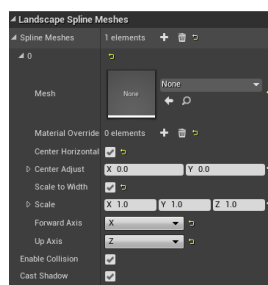 Landscape Spline Meshes
Spline Meshes 1 elements
0
Mesh None None
Material Override 0 elements
Center Horizontal
Center Adjust X 0.0 Y 0.0
Scale to Width
Scale X 1.0 Y 1.0 Z 1.0
Forward Axis X
Up Axis Z
Enable Collision
Cast Shadow